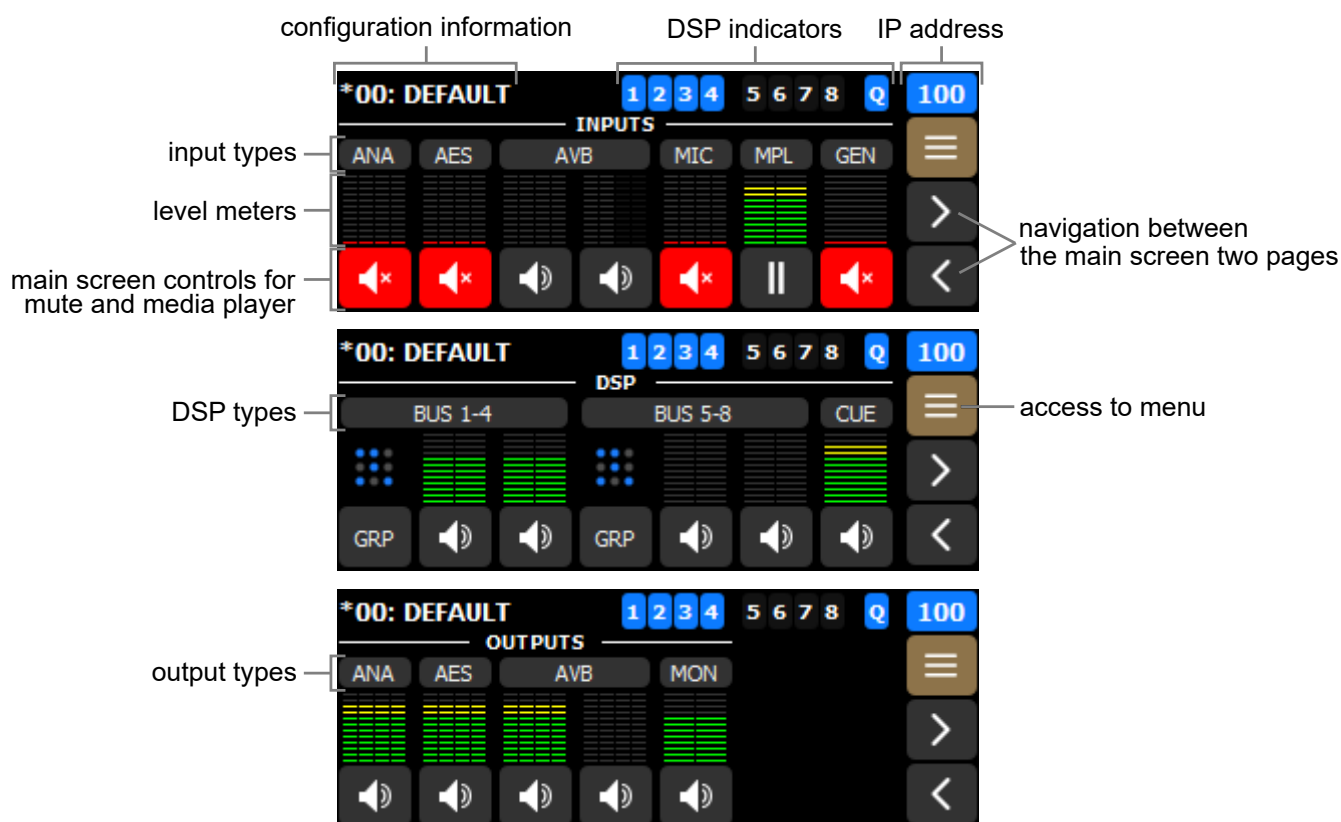 configuration information
DSP indicators
IP address
*00: DEFAULT 1 2 3 4 5 6 7 8 Q 100
INPUTS
input types
ANA AES AVB MIC MPL GEN
level meters
navigation between
the main screen two pages
main screen controls for
mute and media player
*00: DEFAULT 1 2 3 4 5 6 7 8 Q 100
DSP
DSP types
BUS 1-4 BUS 5-8 CUE
access to menu
GRP GRP
*00: DEFAULT 1 2 3 4 5 6 7 8 Q 100
OUTPUTS
output types
ANA AES AVB MON